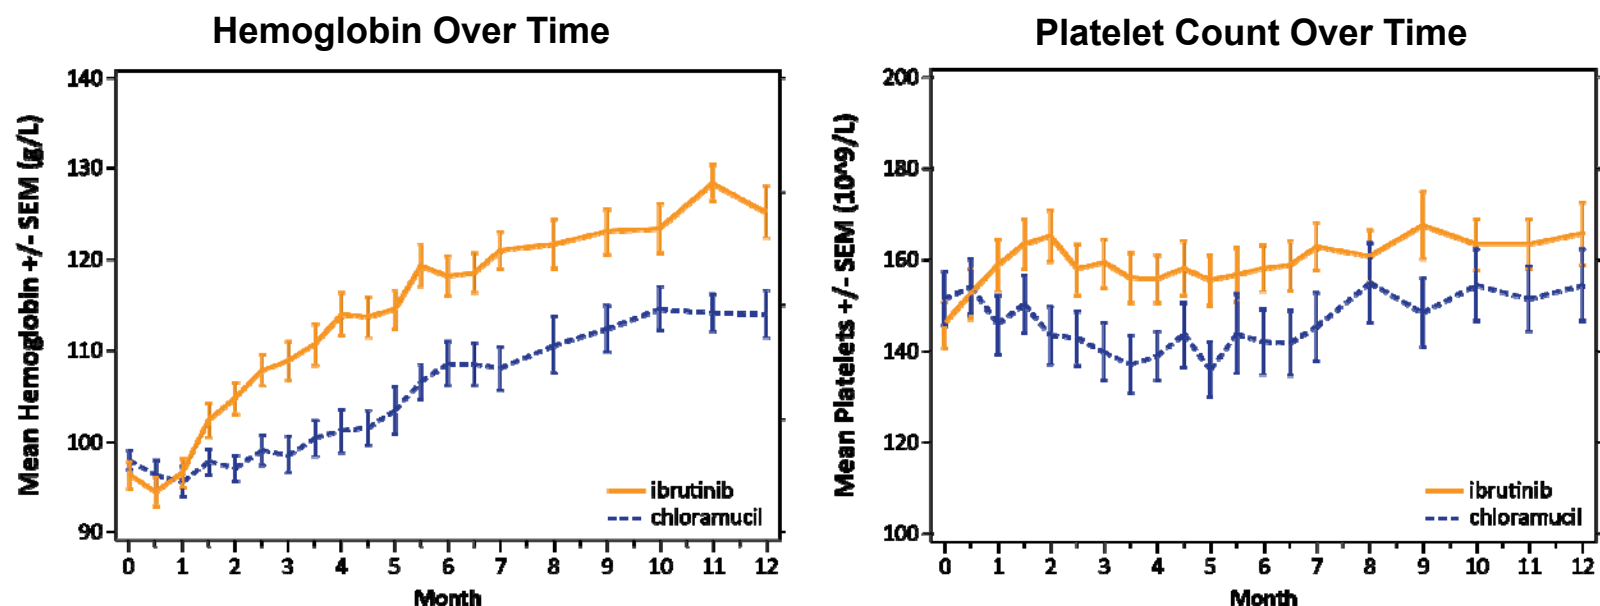 Hemoglobin Over Time
Mean Hemoglobin +/- SEM (g/L)
140
130
120
110
100
90
ibrutinib
chloramucil
0 1 2 3 4 5 6 7 8 9 10 11 12
Month
Platelet Count Over Time
Mean Platelets +/- SEM (10^9/L)
200
180
160
140
120
100
ibrutinib
chloramucil
0 1 2 3 4 5 6 7 8 9 10 11 12
Month